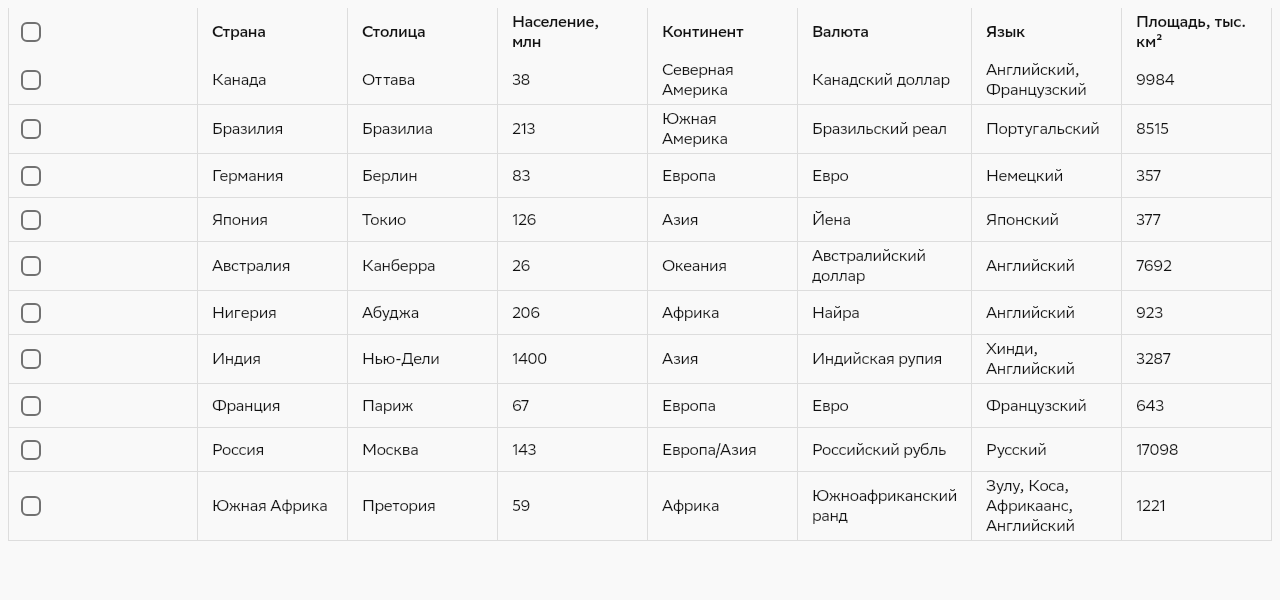 Страна Столица Население, млн Континент Валюта Язык Площадь, тыс. км²
Канада Оттава 38 Северная Америка Канадский доллар Английский, Французский 9984
Бразилия Бразилиа 213 Южная Америка Бразильский реал Португальский 8515
Германия Берлин 83 Европа Евро Немецкий 357
Япония Токио 126 Азия Йена Японский 377
Австралия Канберра 26 Океания Австралийский доллар Английский 7692
Нигерия Абуджа 206 Африка Найра Английский 923
Индия Нью-Дели 1400 Азия Индийская рупия Хинди, Английский 3287
Франция Париж 67 Европа Евро Французский 643
Россия Москва 143 Европа/Азия Российский рубль Русский 17098
Южная Африка Претория 59 Африка Южноафриканский ранд Зулу, Коса, Африкаанс, Английский 1221